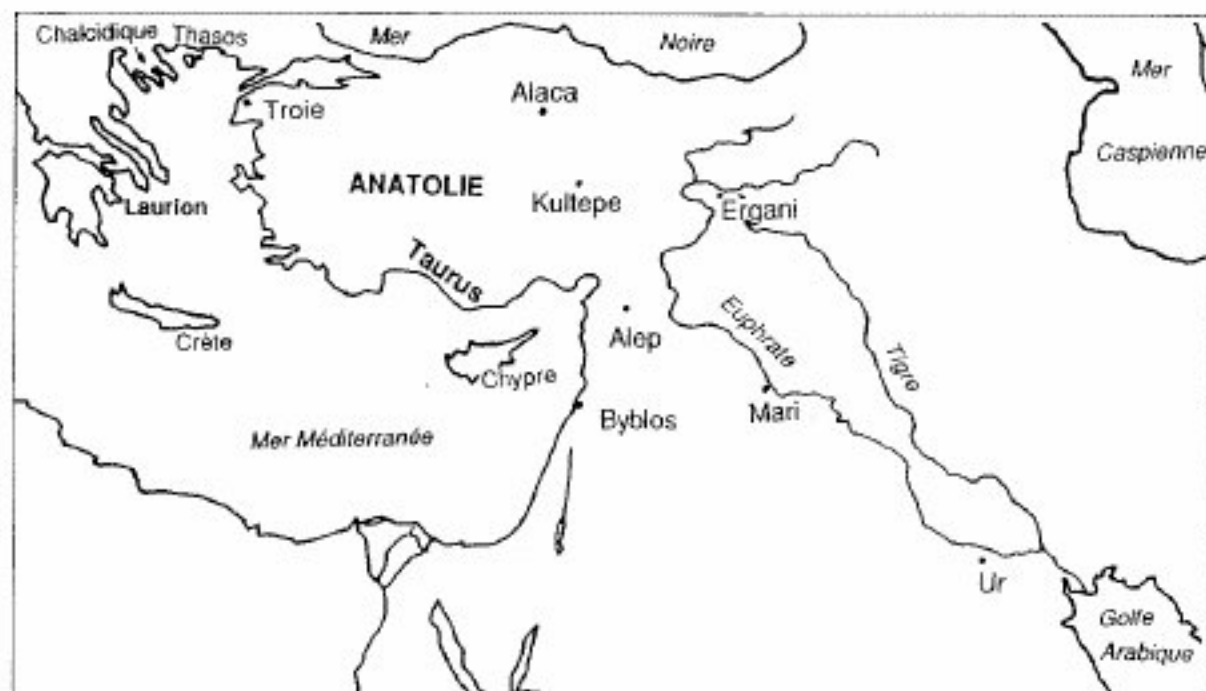 Chalcidique Thasos
Mer Noire
Mer
Caspienne
Troie
Alaca
ANATOLIE
Kultepe
Ergani
Laurion
Taurus
Crète
Chypre
Alep
Euphrate
Tigre
Mari
Byblos
Mer Méditerranée
Ur
Golfe
Arabique